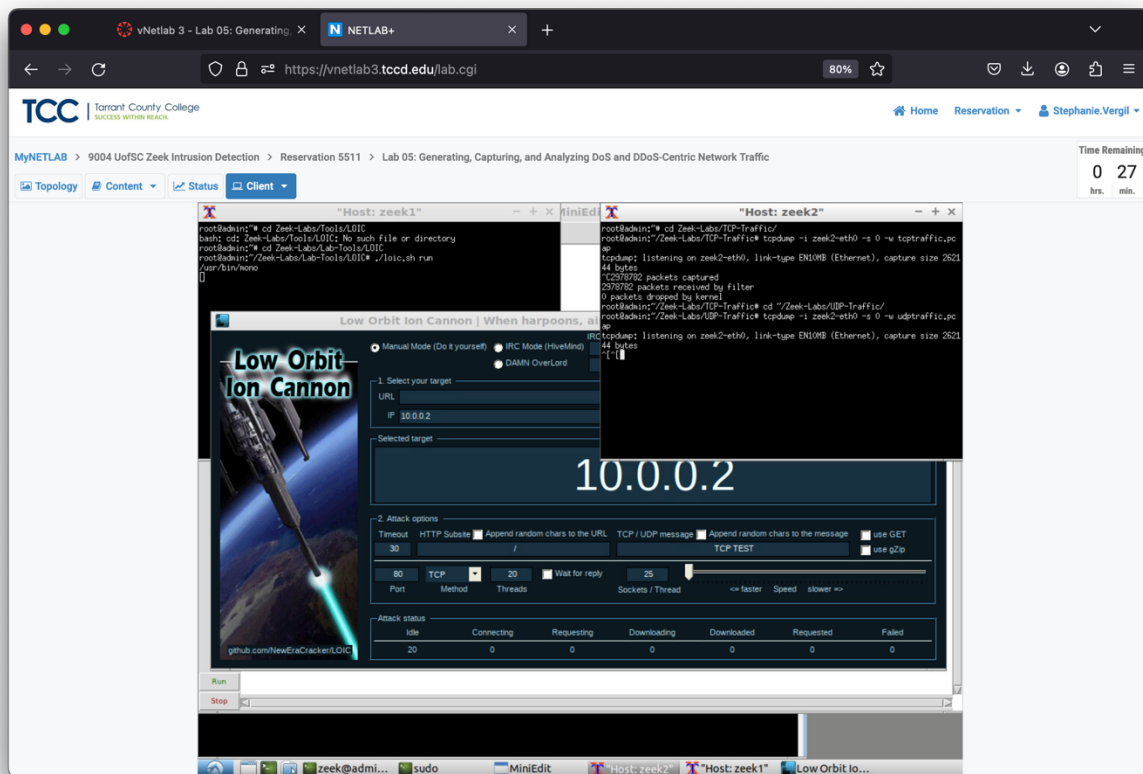 vNetlab 3 - Lab 05: Generating,
NETLAB+
https://vnetlab3.tccd.edu/lab.cgi
80%
TCC Tarrant County College
SUCCESS WITHIN REACH.
Home Reservation Stephanie.Vergil
MyNETLAB > 9004 UofSC Zeek Intrusion Detection > Reservation 5511 > Lab 05: Generating, Capturing, and Analyzing DoS and DDoS-Centric Network Traffic
Time Remaining
0 27
hrs. min.
Topology Content Status Client
"Host: zeek1"
root@admin:~# cd Zeek-Labs/Tools/LOIC
bash: cd: Zeek-Labs/Tools/LOIC: No such file or directory
root@admin:~# cd Zeek-Labs/Lab-Tools/LOIC
root@admin:~/Zeek-Labs/Lab-Tools/LOIC# ./loic.sh run
/usr/bin/mono
MiniEdi
"Host: zeek2"
root@admin:~# cd Zeek-Labs/TCP-Traffic/
root@admin:~/Zeek-Labs/TCP-Traffic# tcpdump -i zeek2-eth0 -s 0 -w tcptraffic.pc
ap
tcpdump: listening on zeek2-eth0, link-type EN10MB (Ethernet), capture size 2621
44 bytes
^C2978782 packets captured
2978782 packets received by filter
0 packets dropped by kernel
root@admin:~/Zeek-Labs/TCP-Traffic# cd ~/Zeek-Labs/UDP-Traffic/
root@admin:~/Zeek-Labs/UDP-Traffic# tcpdump -i zeek2-eth0 -s 0 -w udptraffic.pc
ap
tcpdump: listening on zeek2-eth0, link-type EN10MB (Ethernet), capture size 2621
44 bytes
^[^[
Low Orbit Ion Cannon | When harpoons, ai
Low Orbit
Ion Cannon
github.com/NewEraCracker/LOIC
Manual Mode (Do it yourself) IRC Mode (HiveMind)
IRC
DAMN OverLord
1. Select your target
URL
IF 10.0.0.2
Selected target
10.0.0.2
2. Attack options
Timeout HTTP Subsite Append random chars to the URL TCP / UDP message Append random chars to the message use GET
30 / TCP TEST use gZip
80 TCP 20 Wait for reply 25
Port Method Threads Sockets / Thread <= faster Speed slower =>
Attack status
Idle Connecting Requesting Downloading Downloaded Requested Failed
20 0 0 0 0 0 0
Run
Stop
zeek@admi... sudo MiniEdit "Host: zeek2" "Host: zeek1" Low Orbit Io...